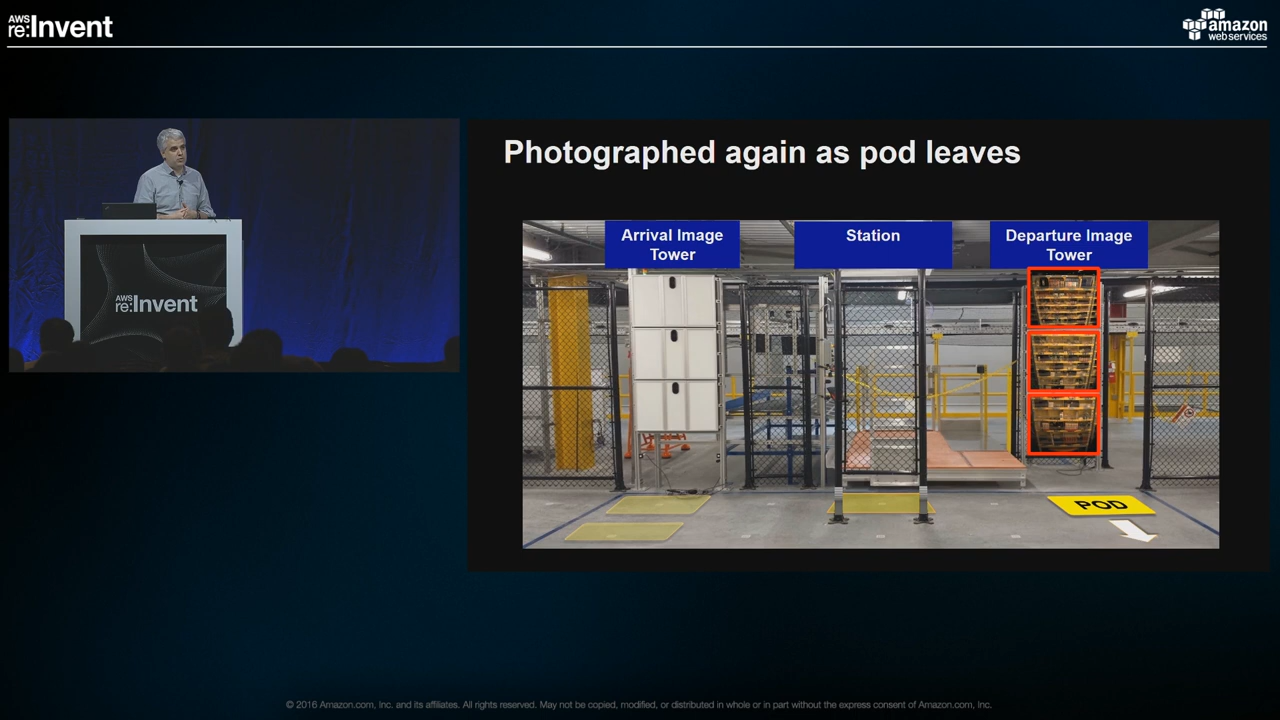 AWS
re:Invent
amazon
web services
Photographed again as pod leaves
Arrival Image
Tower
Station
Departure Image
Tower
POD
AWS
re:Invent
© 2016 Amazon.com, Inc. and its affiliates. All rights reserved. May not be copied, modified, or distributed in whole or in part without the express consent of Amazon.com, Inc.